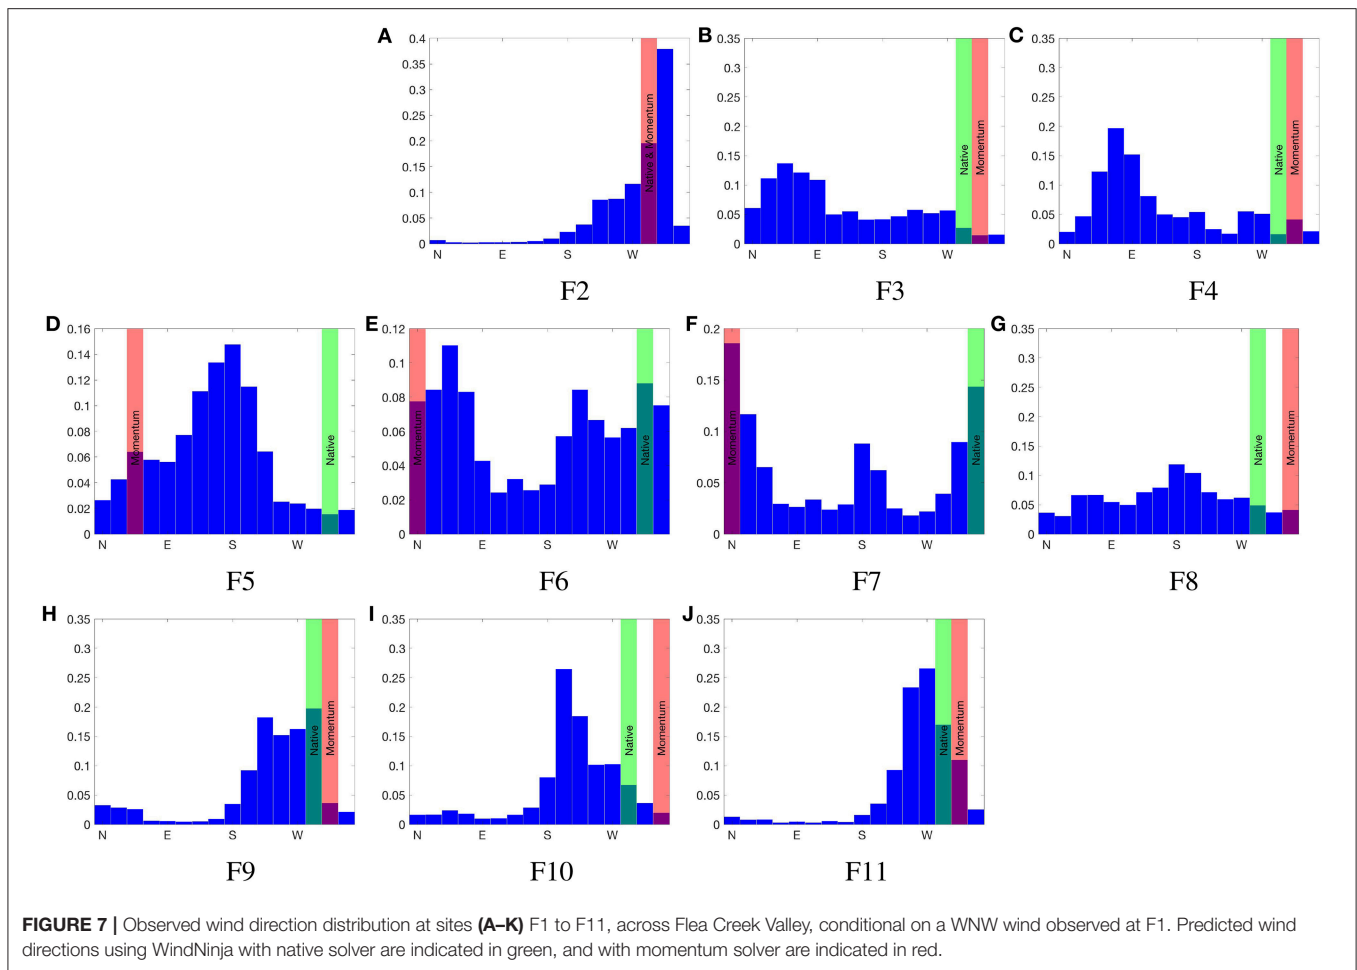 A
0.4
0.35
0.3
0.25
0.2
0.15
0.1
0.05
0
N
E
S
W
Native & Momentum
F2
B
0.35
0.3
0.25
0.2
0.15
0.1
0.05
0
N
E
S
W
Native
Momentum
F3
C
0.35
0.3
0.25
0.2
0.15
0.1
0.05
0
N
E
S
W
Native
Momentum
F4
D
0.16
0.14
0.12
0.1
0.08
0.06
0.04
0.02
0
N
E
S
W
Momentum
Native
F5
E
0.12
0.1
0.08
0.06
0.04
0.02
0
N
E
S
W
Momentum
Native
F6
F
0.2
0.15
0.1
0.05
0
N
E
S
W
Momentum
Native
F7
G
0.35
0.3
0.25
0.2
0.15
0.1
0.05
0
N
E
S
W
Native
Momentum
F8
H
0.35
0.3
0.25
0.2
0.15
0.1
0.05
0
N
E
S
W
Native
Momentum
F9
I
0.35
0.3
0.25
0.2
0.15
0.1
0.05
0
N
E
S
W
Native
Momentum
F10
J
0.35
0.3
0.25
0.2
0.15
0.1
0.05
0
N
E
S
W
Native
Momentum
F11
FIGURE 7 | Observed wind direction distribution at sites (A–K) F1 to F11, across Flea Creek Valley, conditional on a WNW wind observed at F1. Predicted wind
directions using WindNinja with native solver are indicated in green, and with momentum solver are indicated in red.